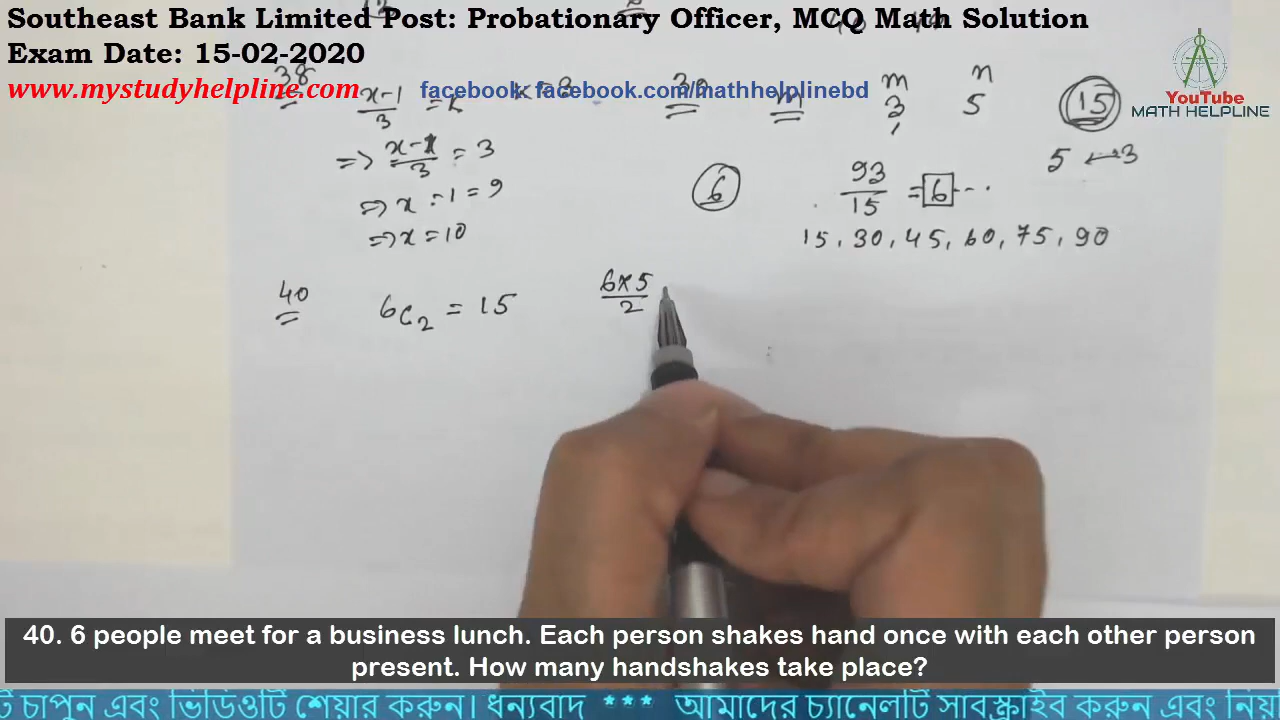 Southeast Bank Limited Post: Probationary Officer, MCQ Math Solution
Exam Date: 15-02-2020
www.mystudyhelpline.com
facebook: facebook.com/mathhelplinebd
YouTube
MATH HELPLINE
38
x-1/3 = k
=> x-1/3 = 3
=> x - 1 = 9
=> x = 10
39
m
m n
3 5
15
5 ↔ 3
6
93/15 = 6 ...
15, 30, 45, 60, 75, 90
40
6C2 = 15
6×5/2
40. 6 people meet for a business lunch. Each person shakes hand once with each other person
present. How many handshakes take place?
চাপুন এবং ভিডিওটি শেয়ার করুন। ধন্যবাদ *** আমাদের চ্যানেলটি সাবস্ক্রাইব করুন এবং